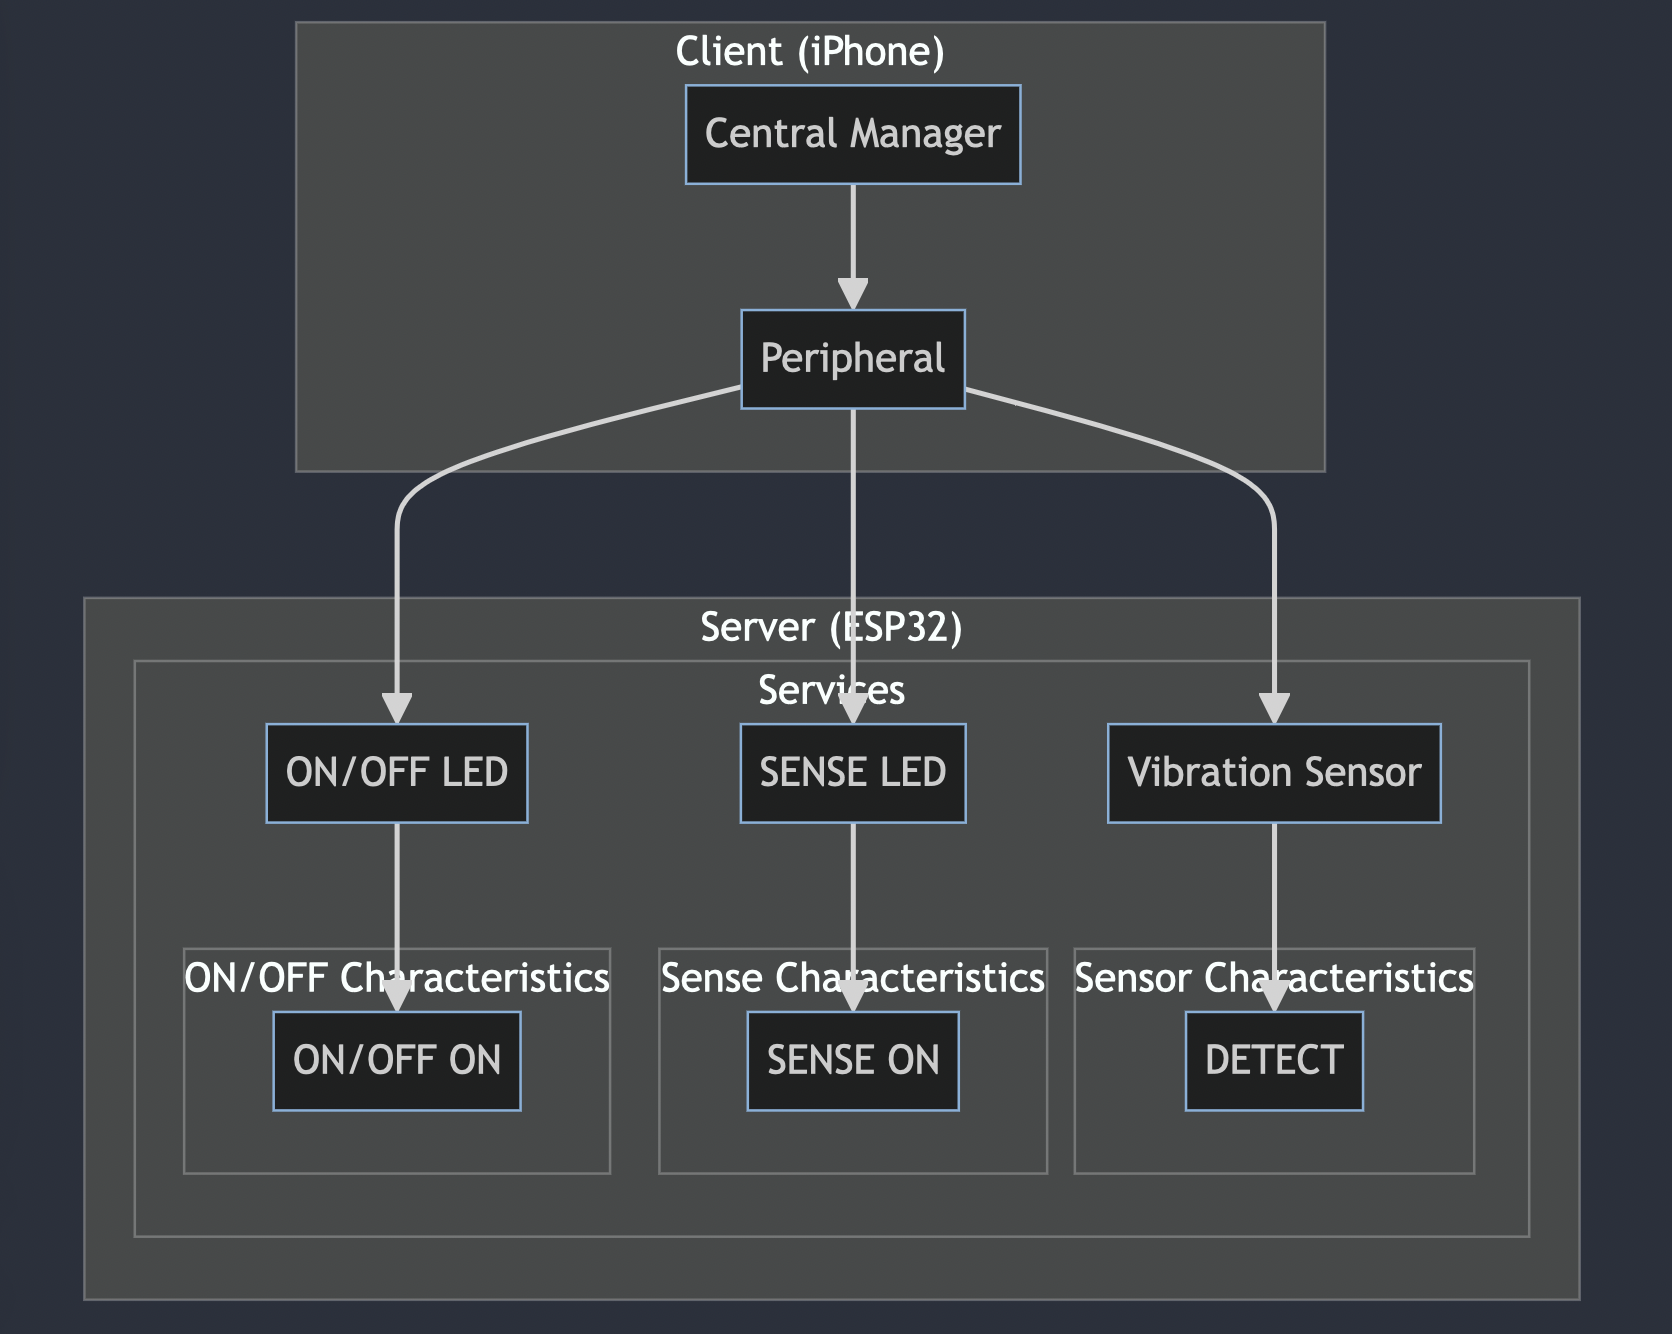 Client (iPhone)
Central Manager
Peripheral
Server (ESP32)
Services
ON/OFF LED
SENSE LED
Vibration Sensor
ON/OFF Characteristics
Sense Characteristics
Sensor Characteristics
ON/OFF ON
SENSE ON
DETECT